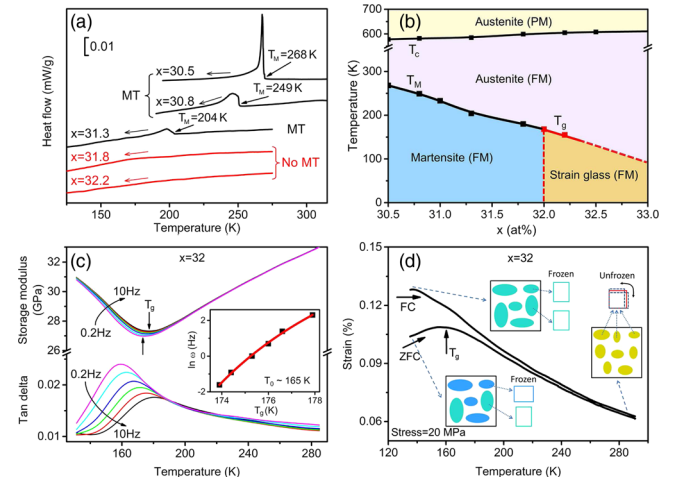 (a)
0.01
Heat flow (mW/g)
x=30.5
T_M=268 K
MT
x=30.8
T_M=249 K
x=31.3
T_M=204 K
MT
x=31.8
No MT
x=32.2
150 200 250 300
Temperature (K)
(b)
700
600
500
250
200
150
100
50
0
Temperature (K)
Austenite (PM)
T_c
Austenite (FM)
T_M
T_g
Martensite (FM)
Strain glass (FM)
30.5 31.0 31.5 32.0 32.5 33.0
x (at%)
(c)
x=32
Storage modulus
(GPa)
32
30
28
26
10Hz
0.2Hz
T_g
Tan delta
0.02
0.01
0.2Hz
10Hz
ln ω (Hz)
2
0
-2
T_0 ~ 165 K
174 176 178
T_g(K)
120 160 200 240 280
Temperature (K)
(d)
x=32
Strain (%)
0.15
0.12
0.09
0.06
FC
ZFC
T_g
Frozen
Unfrozen
Frozen
Stress=20 MPa
120 160 200 240 280
Temperature (K)